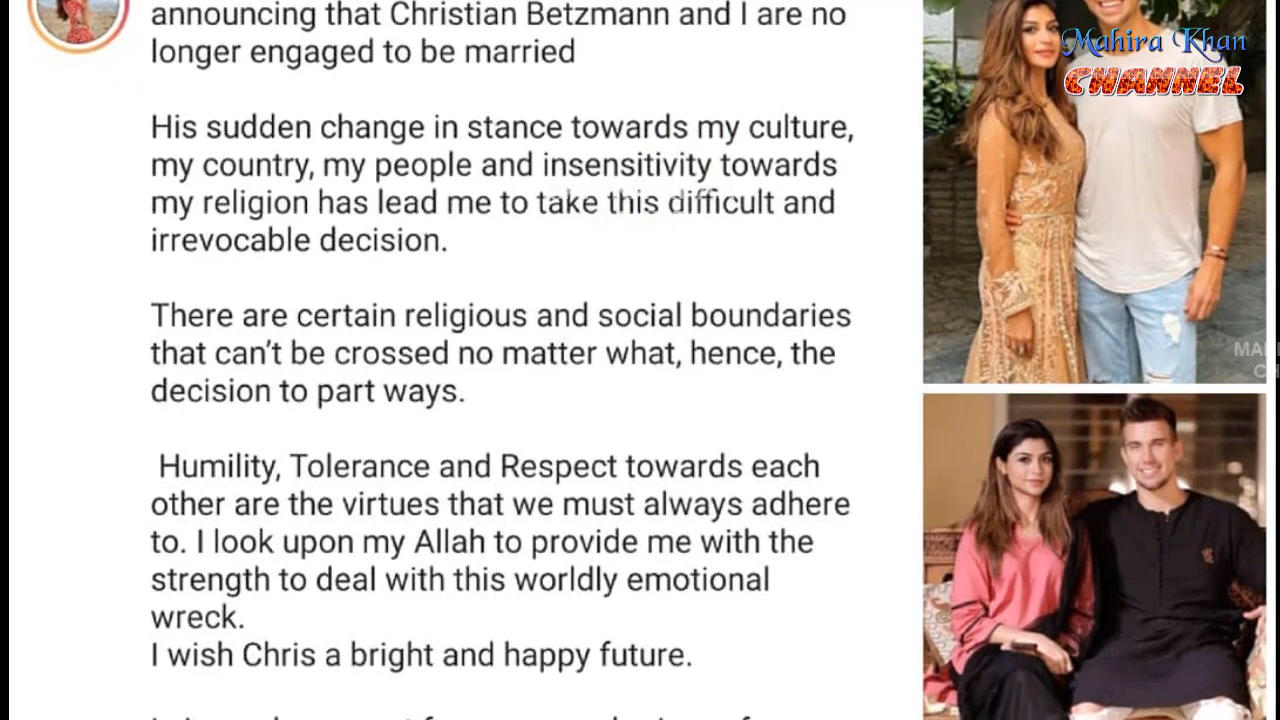 announcing that Christian Betzmann and I are no
longer engaged to be married
His sudden change in stance towards my culture,
my country, my people and insensitivity towards
my religion has lead me to take this difficult and
irrevocable decision.
There are certain religious and social boundaries
that can't be crossed no matter what, hence, the
decision to part ways.
Humility, Tolerance and Respect towards each
other are the virtues that we must always adhere
to. I look upon my Allah to provide me with the
strength to deal with this worldly emotional
wreck.
I wish Chris a bright and happy future.
Mahira Khan
CHANNEL